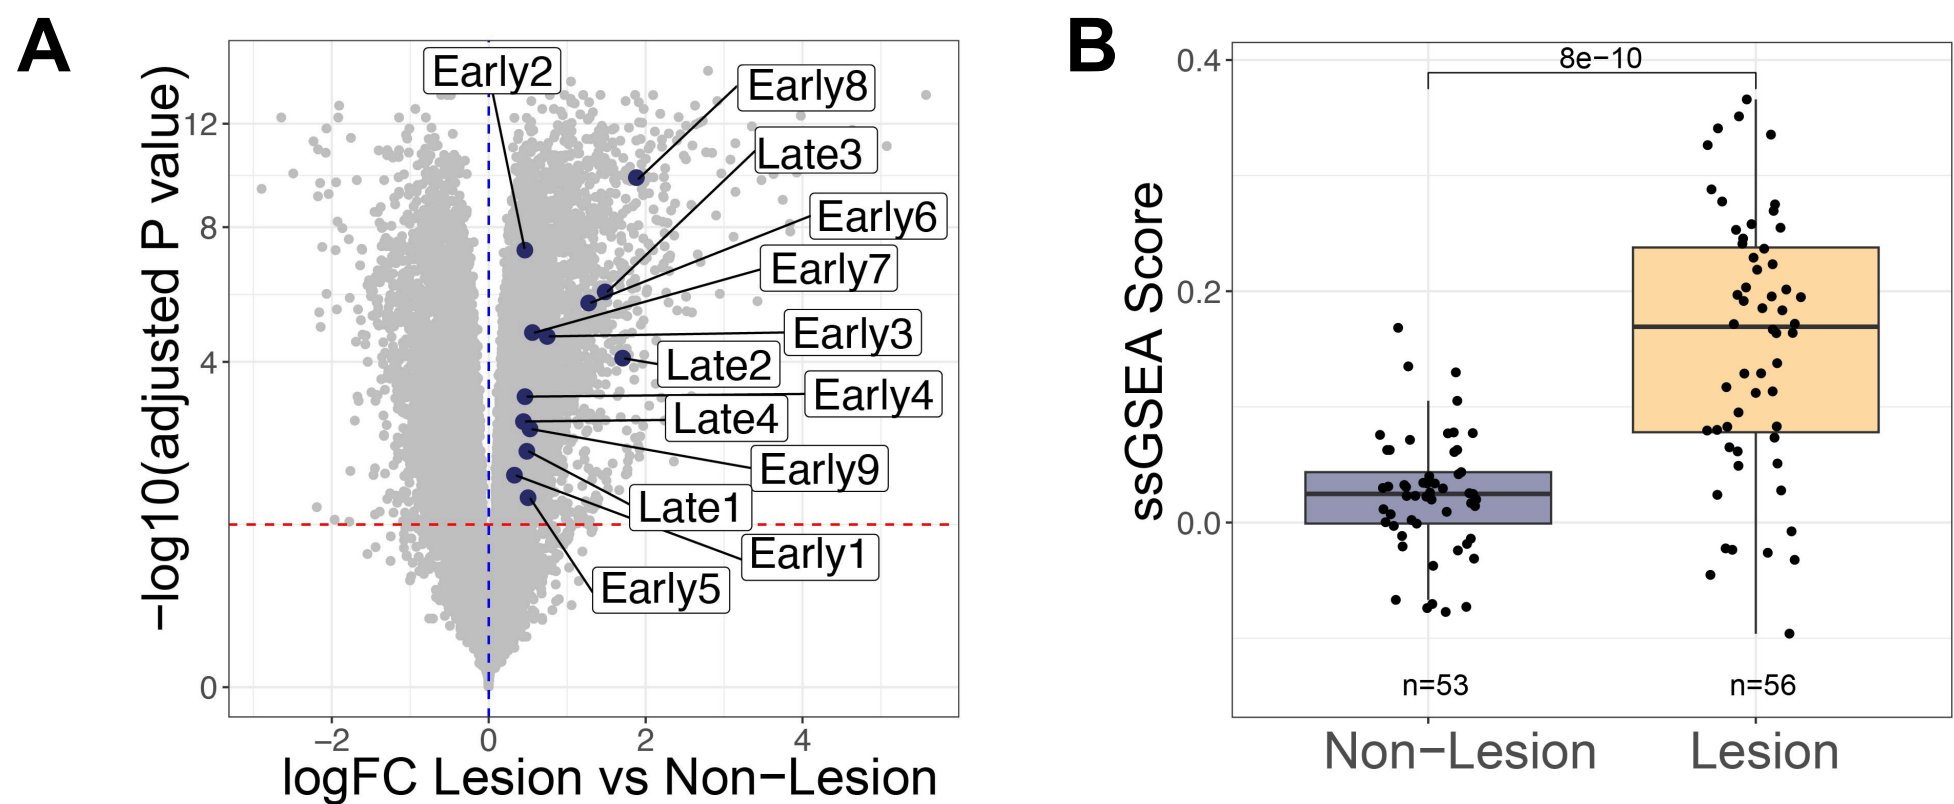 A
−log10(adjusted P value)
12
8
4
0
Early2
Early8
Late3
Early6
Early7
Early3
Late2
Early4
Late4
Early9
Late1
Early1
Early5
−2
0
2
4
logFC Lesion vs Non−Lesion
B
ssGSEA Score
0.4
0.2
0.0
8e−10
n=53
n=56
Non−Lesion
Lesion